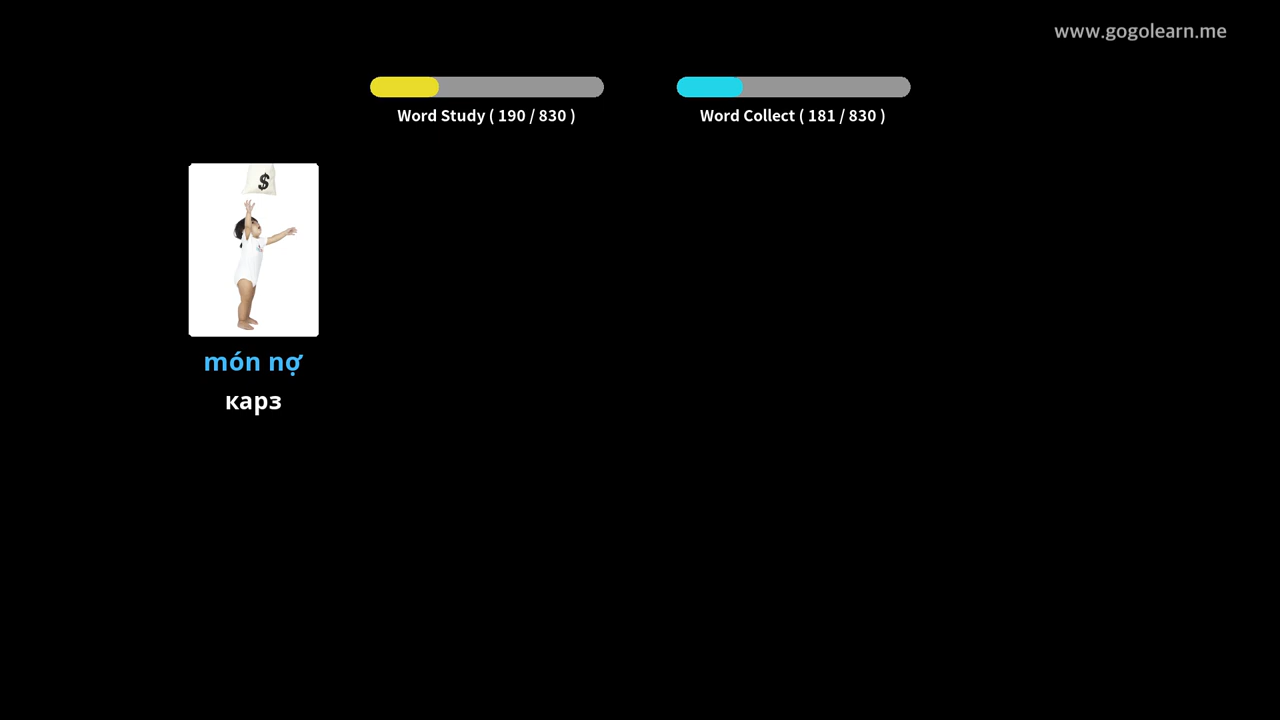 www.gogolearn.me
Word Study ( 190 / 830 )
Word Collect ( 181 / 830 )
$
món nợ
карз